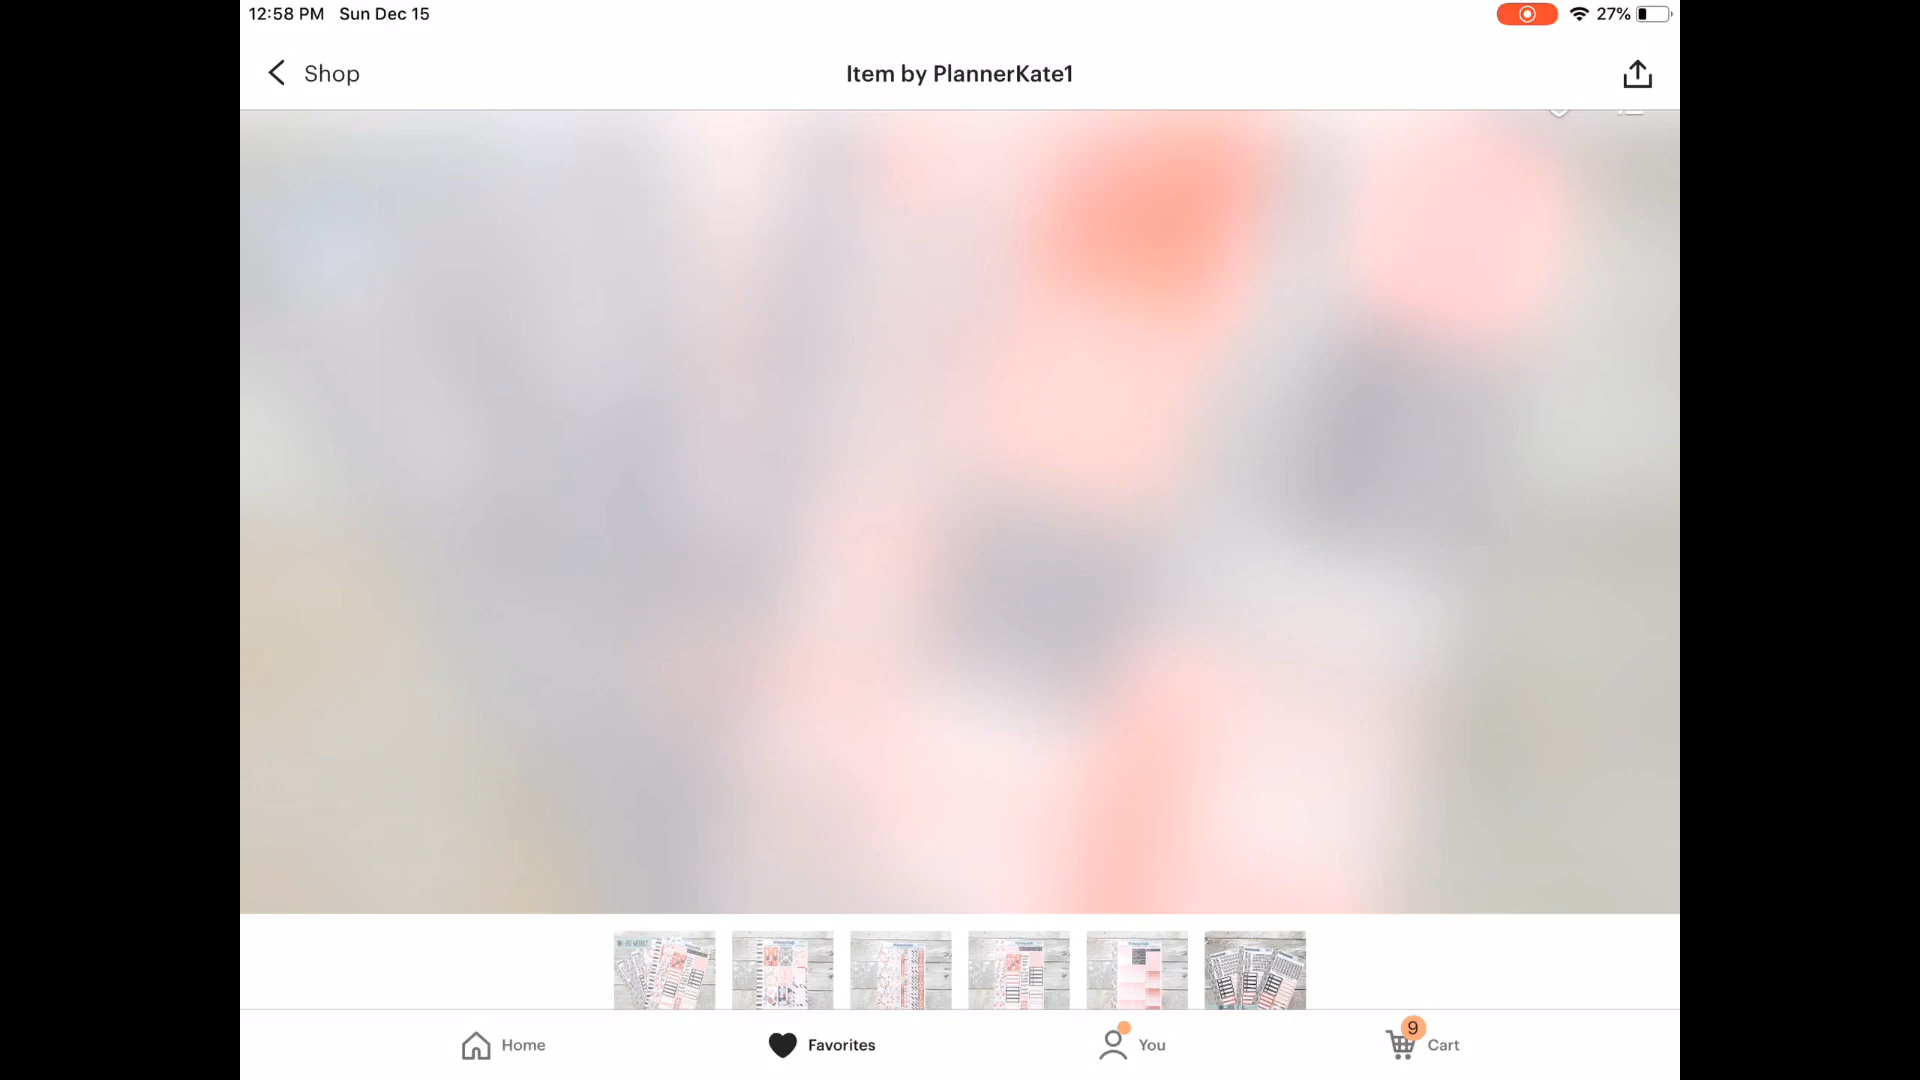 12:58 PM Sun Dec 15
27%
Shop
Item by PlannerKate1
Home
Favorites
You
9
Cart